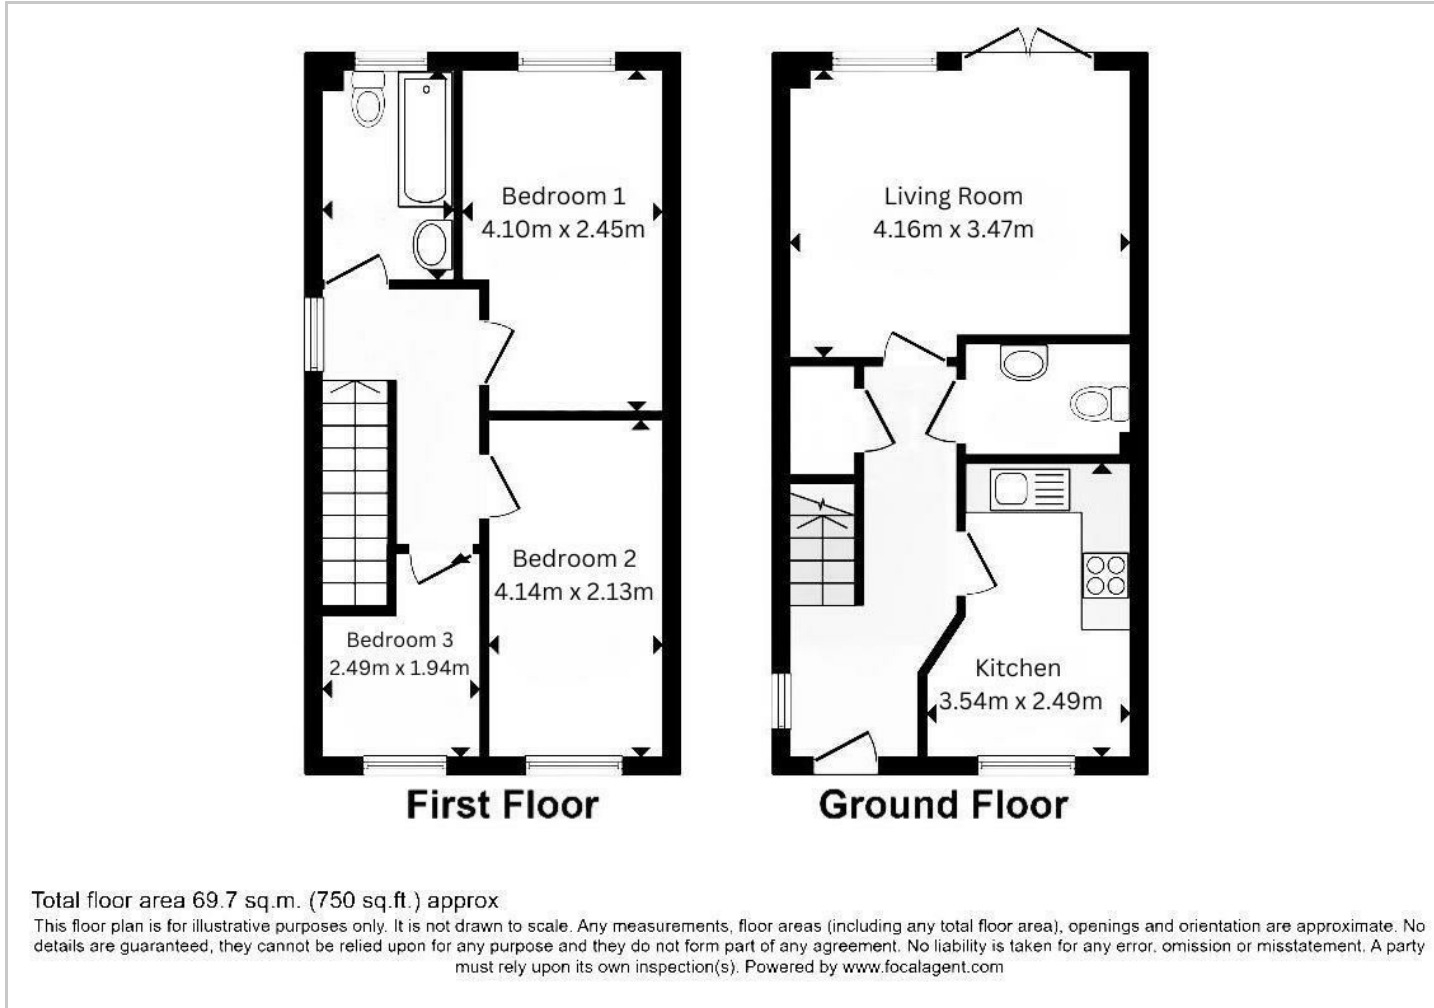 Bedroom 1
4.10m x 2.45m
Living Room
4.16m x 3.47m
Bedroom 2
4.14m x 2.13m
Bedroom 3
2.49m x 1.94m
Kitchen
3.54m x 2.49m
First Floor
Ground Floor
Total floor area 69.7 sq.m. (750 sq.ft.) approx
This floor plan is for illustrative purposes only. It is not drawn to scale. Any measurements, floor areas (including any total floor area), openings and orientation are approximate. No
details are guaranteed, they cannot be relied upon for any purpose and they do not form part of any agreement. No liability is taken for any error, omission or misstatement. A party
must rely upon its own inspection(s). Powered by www.focalagent.com